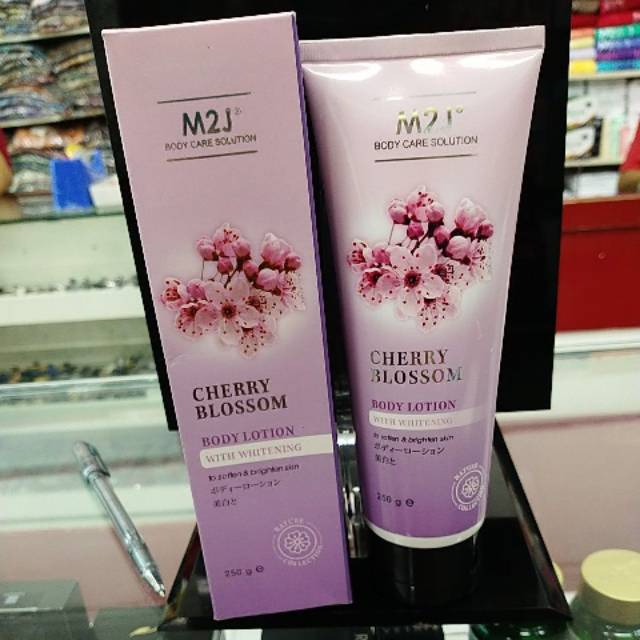 M2J®
BODY CARE SOLUTION
CHERRY
BLOSSOM
BODY LOTION
WITH WHITENING
to soften & brighten skin
ボディーローション
美白と
NATURE
COLLECTION
250 g ℮
M2J®
BODY CARE SOLUTION
CHERRY
BLOSSOM
BODY LOTION
WITH WHITENING
to soften & brighten skin
ボディーローション
美白と
NATURE
COLLECTION
250 g ℮